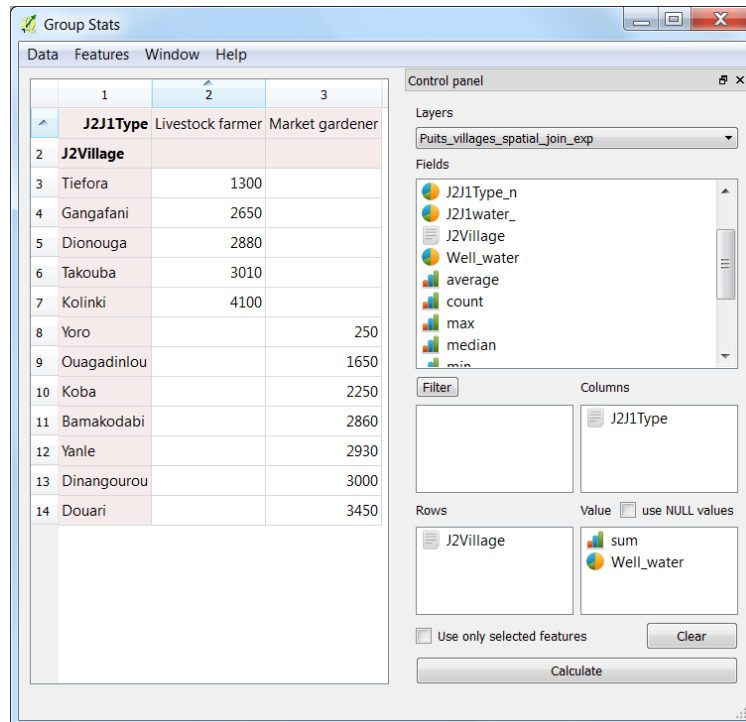 Group Stats
Data Features Window Help
1 2 3
J2J1Type Livestock farmer Market gardener
2 J2Village
3 Tiefora 1300
4 Gangafani 2650
5 Dionouga 2880
6 Takouba 3010
7 Kolinki 4100
8 Yoro 250
9 Ouagadinlou 1650
10 Koba 2250
11 Bamakodabi 2860
12 Yanle 2930
13 Dinangourou 3000
14 Douari 3450
Control panel
Layers
Puits_villages_spatial_join_exp
Fields
J2J1Type_n
J2J1water_
J2Village
Well_water
average
count
max
median
min
Filter Columns
J2J1Type
Rows Value use NULL values
J2Village sum
Well_water
Use only selected features Clear
Calculate